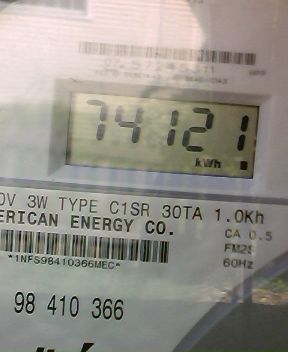 74121
kWh
0V 3W TYPE C1SR 30TA 1.0Kh
ERICAN ENERGY CO.
CA 0.5
FM2S
60Hz
*1NFS98410366MEC*
98 410 366